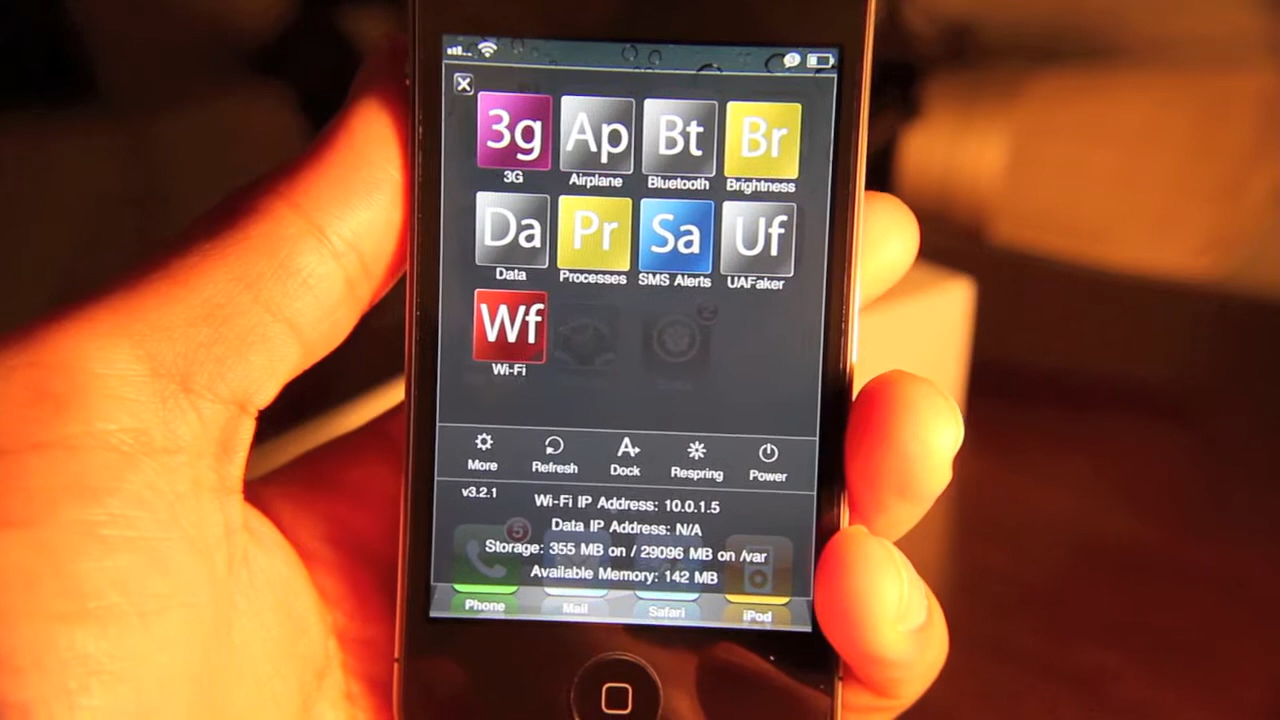 3g Ap Bt Br
3G Airplane Bluetooth Brightness
Da Pr Sa Uf
Data Processes SMS Alerts UAFaker
Wf
Wi-Fi
More Refresh Dock Respring Power
v3.2.1
Wi-Fi IP Address: 10.0.1.5
Data IP Address: N/A
5
Storage: 355 MB on / 29096 MB on /var
Available Memory: 142 MB
Phone Mail Safari iPod